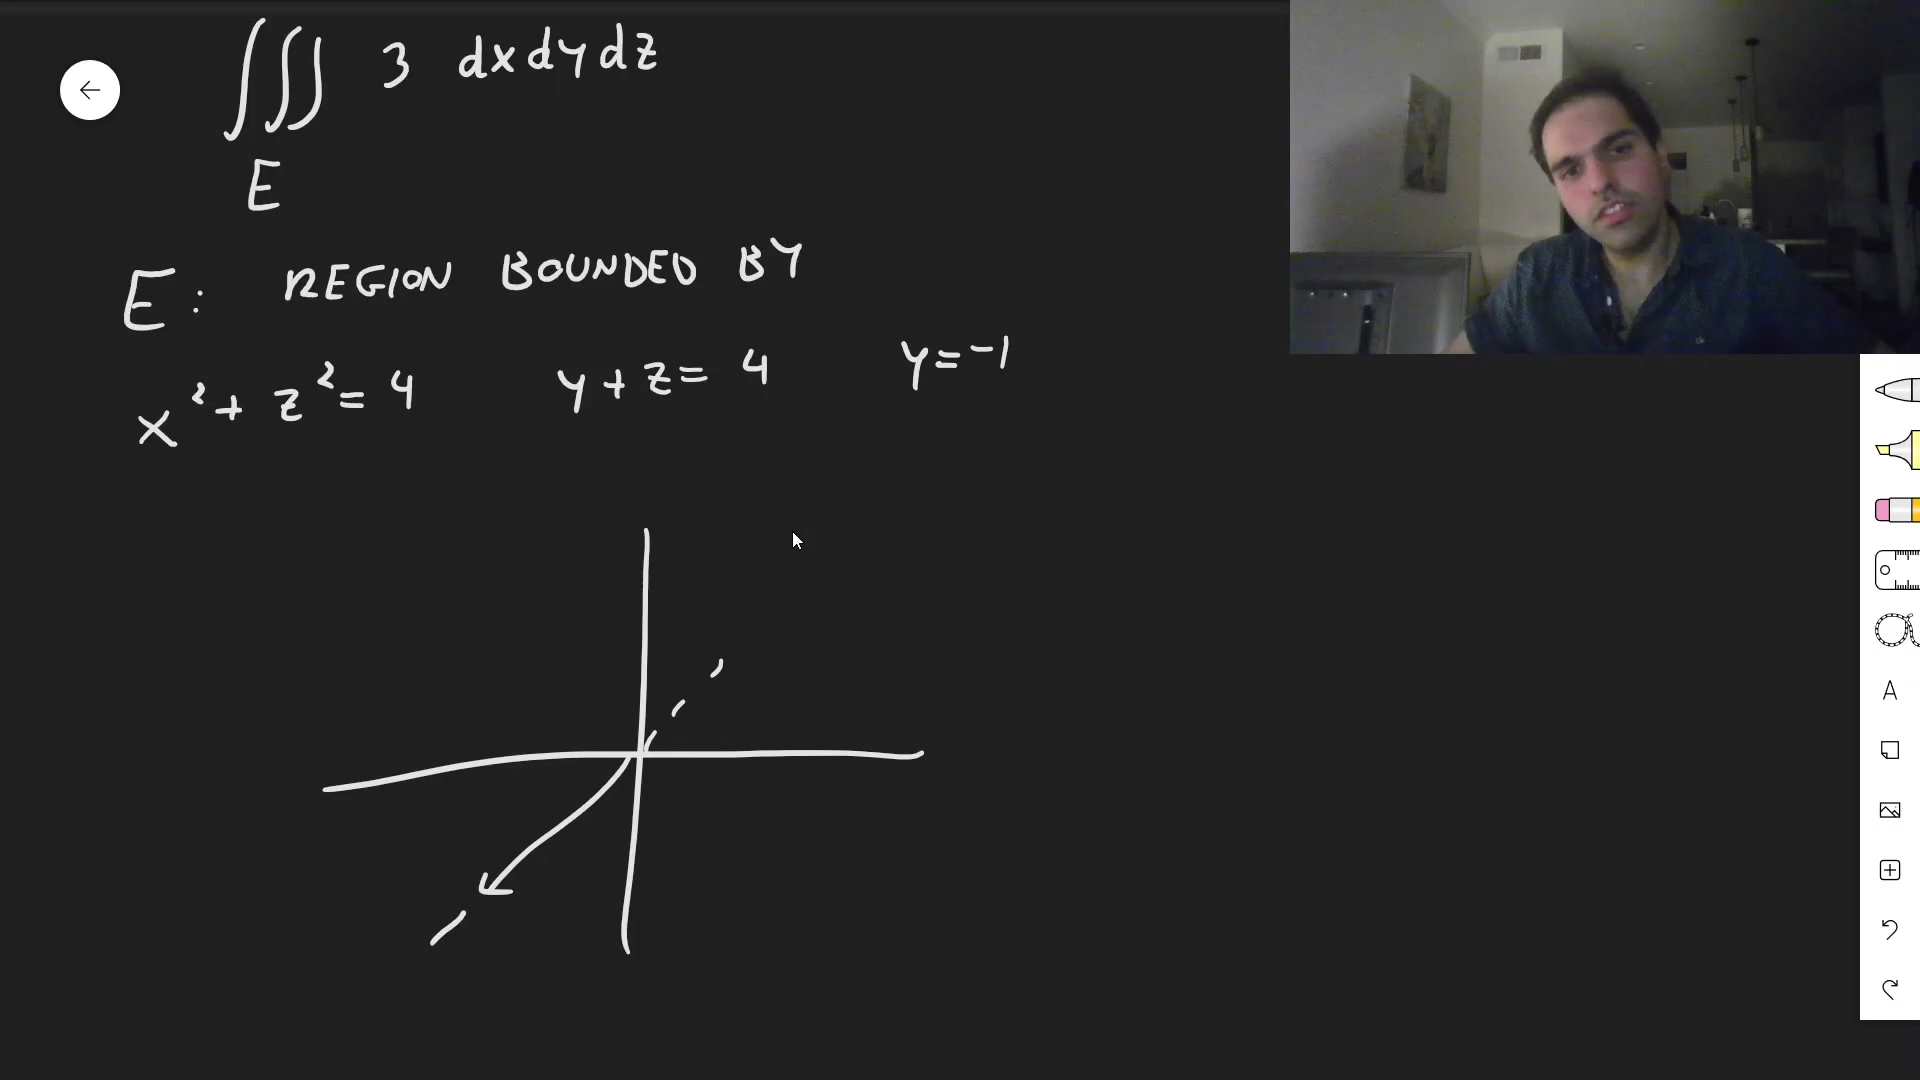 ∭ 3 dxdydz
E
E: REGION BOUNDED BY
x² + z² = 4 y + z = 4 y = -1
A